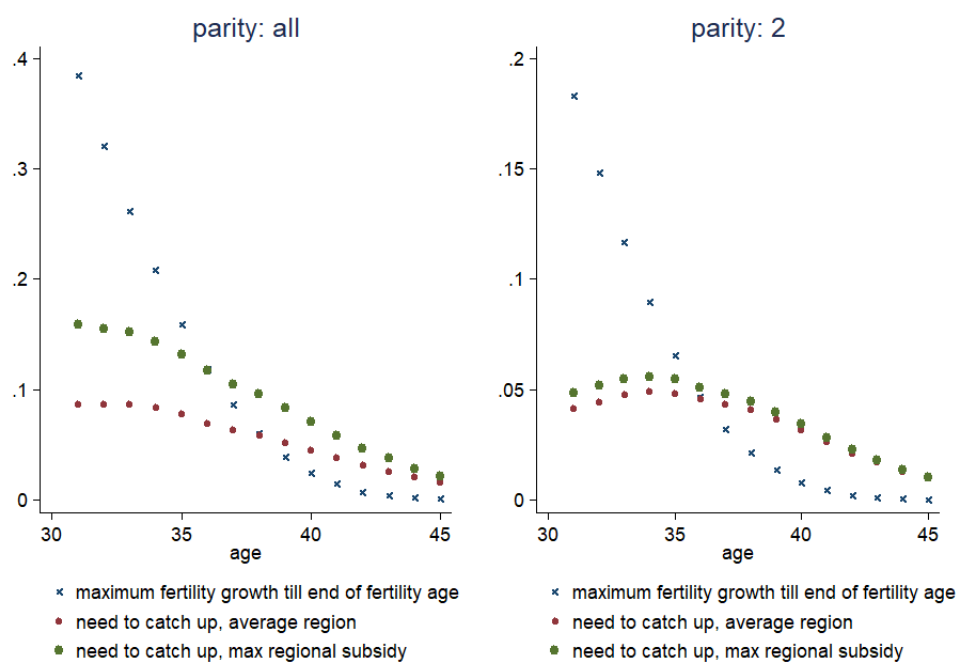 parity: all
.4
.3
.2
.1
0
30 35 40 45
age
maximum fertility growth till end of fertility age
need to catch up, average region
need to catch up, max regional subsidy
parity: 2
.2
.15
.1
.05
0
30 35 40 45
age
maximum fertility growth till end of fertility age
need to catch up, average region
need to catch up, max regional subsidy